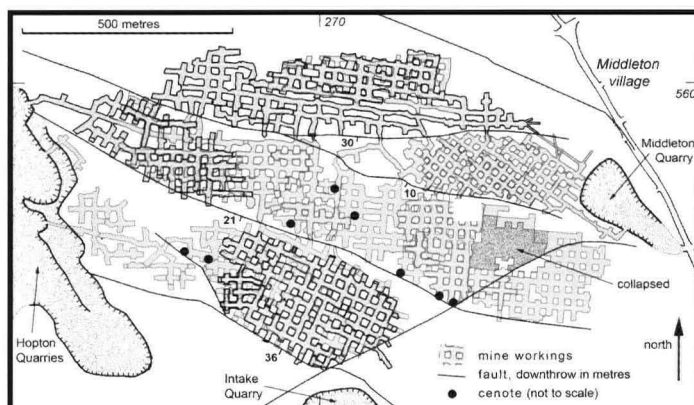 500 metres
270
Middleton
village
560
Middleton
Quarry
30
10
21
collapsed
Hopton
Quarries
36
Intake
Quarry
north
mine workings
fault, downthrow in metres
cenote (not to scale)